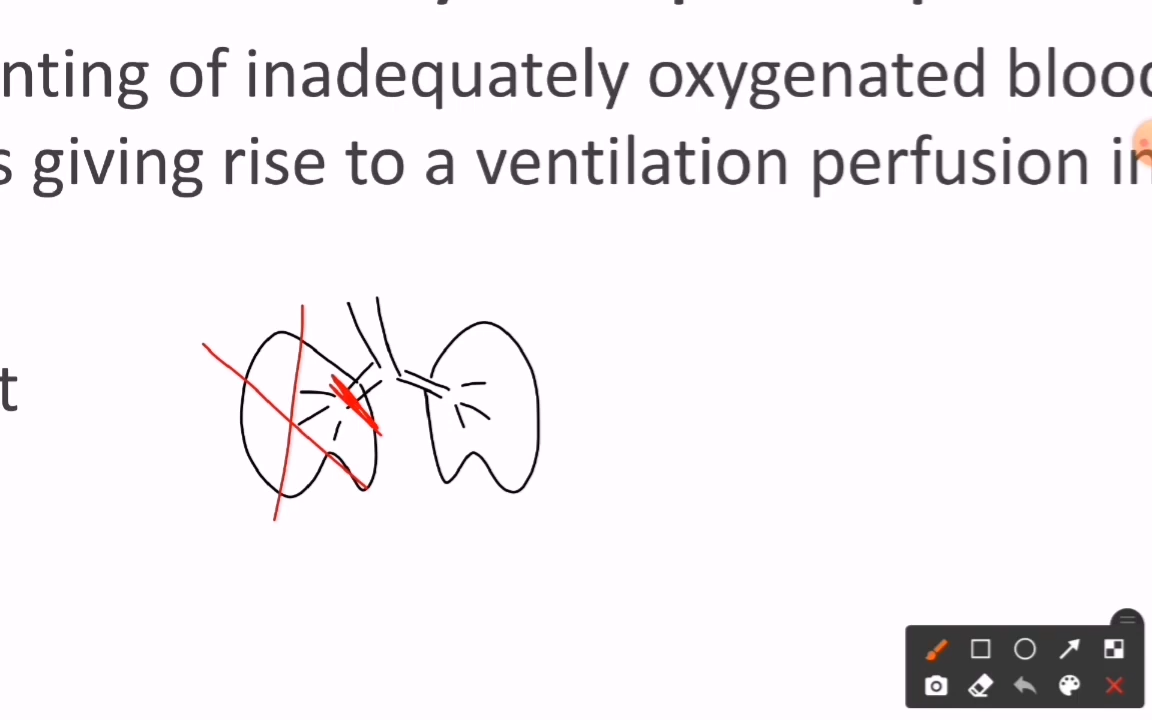 nting of inadequately oxygenated blood
s giving rise to a ventilation perfusion in
t